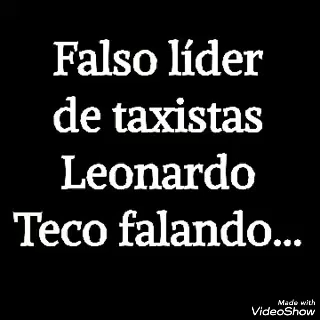 Falso líder
de taxistas
Leonardo
Teco falando...
Made with
VideoShow